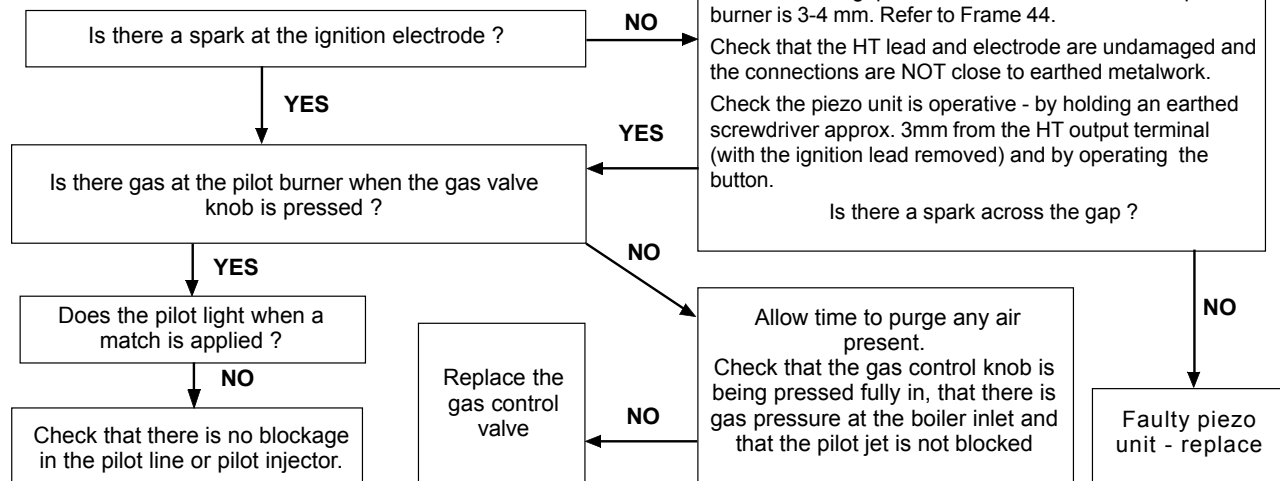 Is there a spark at the ignition electrode ?
NO
burner is 3-4 mm. Refer to Frame 44.
Check that the HT lead and electrode are undamaged and
the connections are NOT close to earthed metalwork.
Check the piezo unit is operative - by holding an earthed
screwdriver approx. 3mm from the HT output terminal
(with the ignition lead removed) and by operating the
button.
Is there a spark across the gap ?
YES
YES
Is there gas at the pilot burner when the gas valve
knob is pressed ?
YES
NO
NO
Does the pilot light when a
match is applied ?
NO
Check that there is no blockage
in the pilot line or pilot injector.
Replace the
gas control
valve
NO
Allow time to purge any air
present.
Check that the gas control knob is
being pressed fully in, that there is
gas pressure at the boiler inlet and
that the pilot jet is not blocked
Faulty piezo
unit - replace